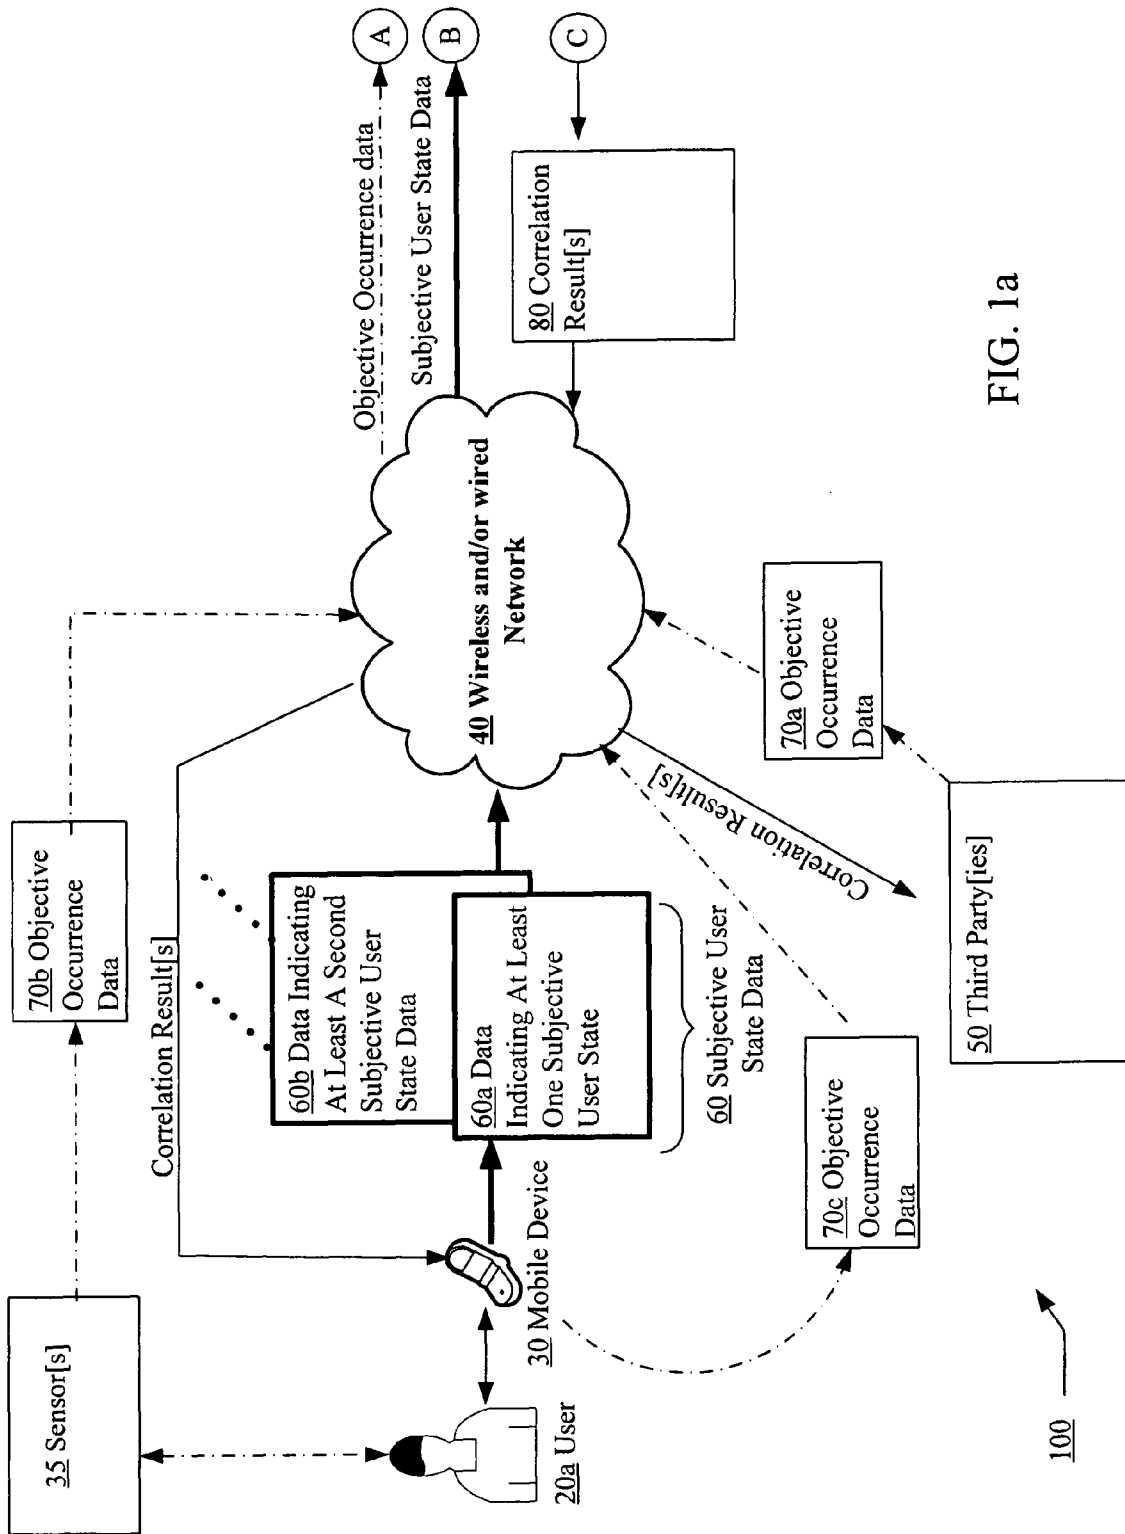 35 Sensor[s]
70b Objective
Occurrence
Data
Correlation Result[s]
20a User
30 Mobile Device
60b Data Indicating
At Least A Second
Subjective User
State Data
60a Data
Indicating At Least
One Subjective
User State
60 Subjective User
State Data
40 Wireless and/or wired
Network
Objective Occurrence data
A
Subjective User State Data
B
C
80 Correlation
Result[s]
Correlation Result[s]
70c Objective
Occurrence
Data
70a Objective
Occurrence
Data
50 Third Party[ies]
100
FIG. 1a